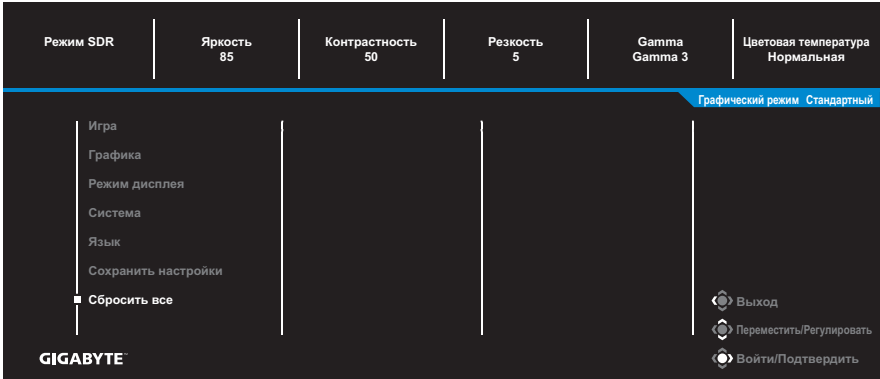 Режим SDR
Яркость
85
Контрастность
50
Резкость
5
Gamma
Gamma 3
Цветовая температура
Нормальная
Графический режим Стандартный
Игра
Графика
Режим дисплея
Система
Язык
Сохранить настройки
Сбросить все
Выход
Переместить/Регулировать
Войти/Подтвердить
GIGABYTE™